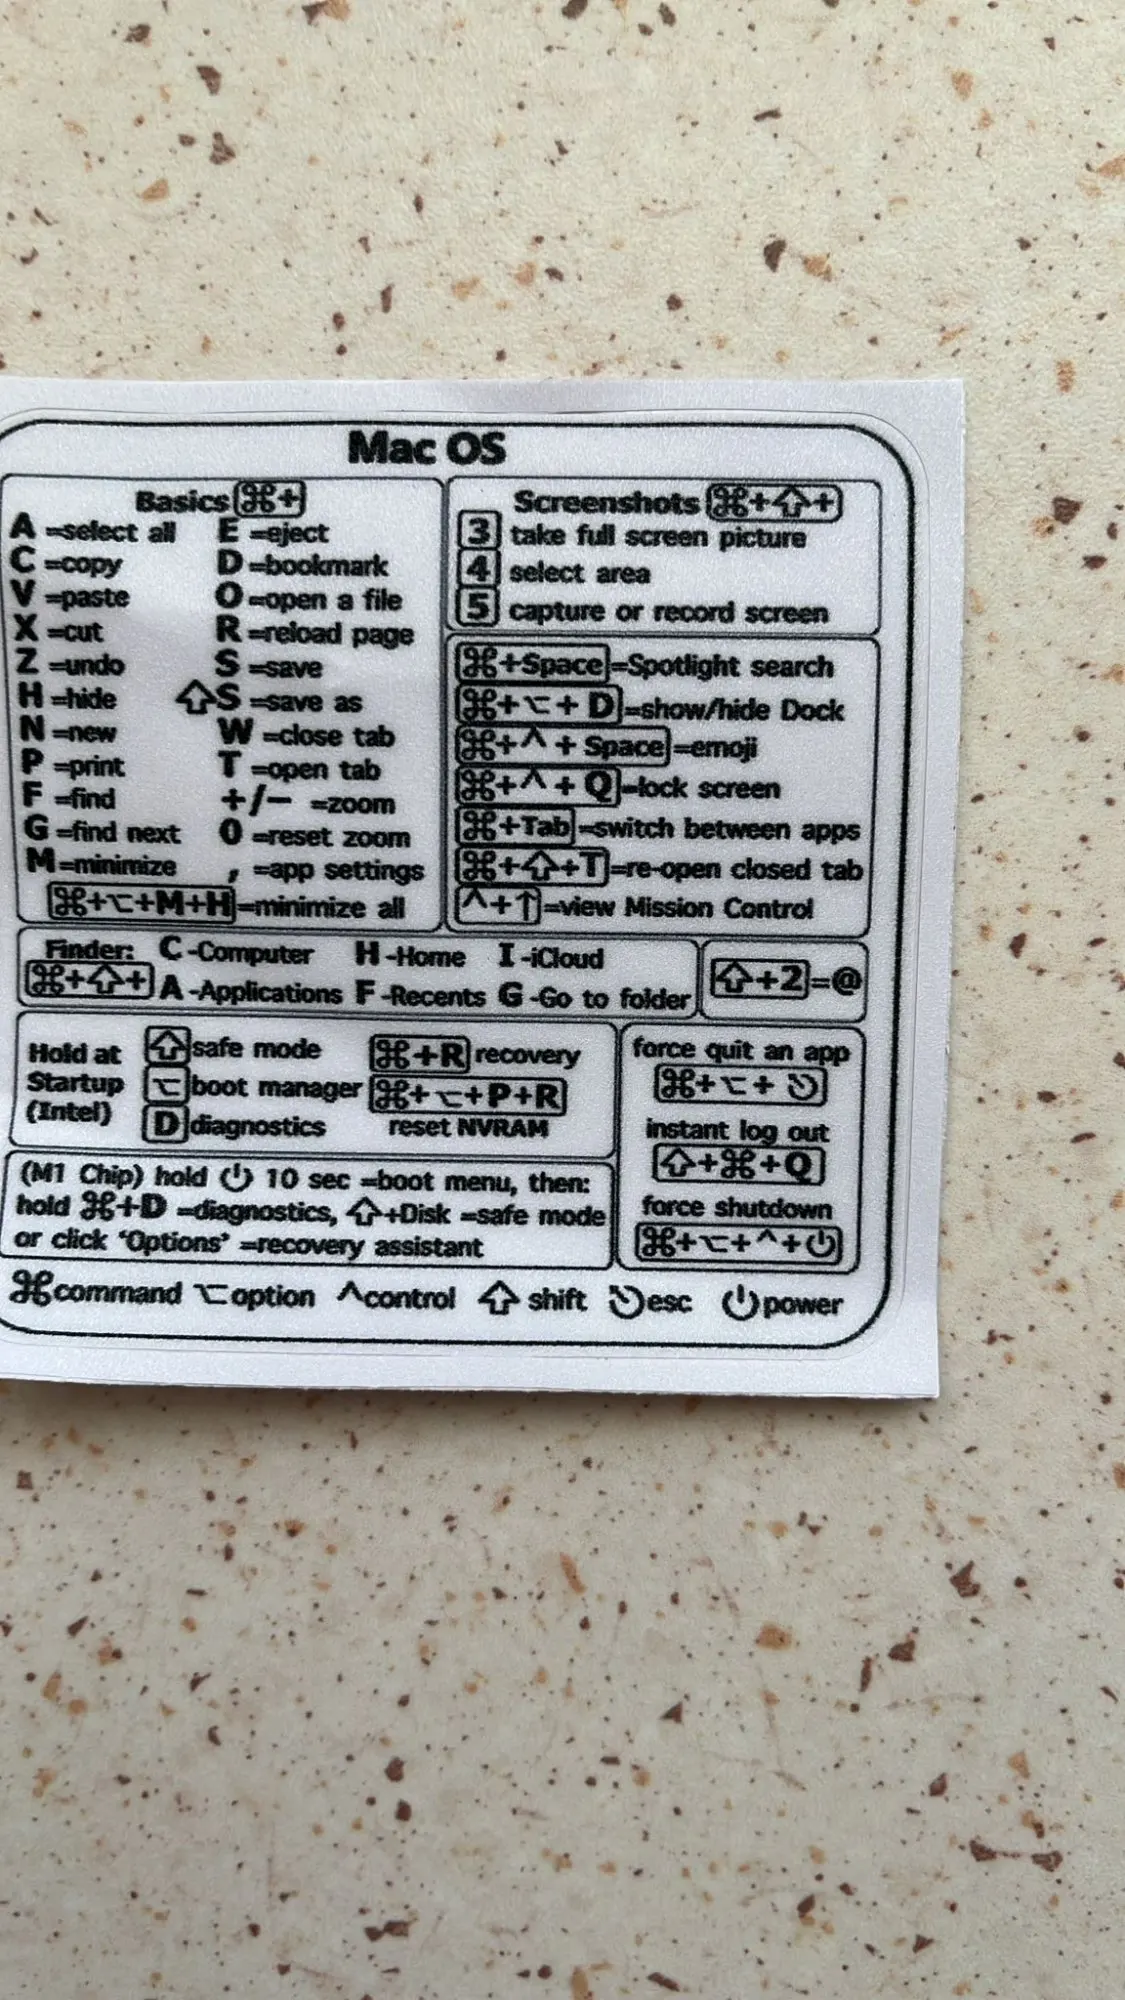 Mac OS
Basics ⌘+
A =select all E =eject
C =copy D =bookmark
V =paste O =open a file
X =cut R =reload page
Z =undo S =save
H =hide ⇧S =save as
N =new W =close tab
P =print T =open tab
F =find +/− =zoom
G =find next 0 =reset zoom
M =minimize , =app settings
⌘+⌥+M+H =minimize all
Screenshots ⌘+⇧+
3 take full screen picture
4 select area
5 capture or record screen
⌘+Space =Spotlight search
⌘+⌥+D =show/hide Dock
⌘+^+Space =emoji
⌘+^+Q =lock screen
⌘+Tab =switch between apps
⌘+⇧+T =re-open closed tab
^+↑ =view Mission Control
Finder: C -Computer H -Home I -iCloud
⌘+⇧+ A -Applications F -Recents G -Go to folder
⇧+2 =@
Hold at Startup (Intel)
⇧ safe mode ⌘+R recovery
⌥ boot manager ⌘+⌥+P+R
D diagnostics reset NVRAM
(M1 Chip) hold ⏻ 10 sec =boot menu, then:
hold ⌘+D =diagnostics, ⇧+Disk =safe mode
or click ‘Options’ =recovery assistant
force quit an app
⌘+⌥+⎋
instant log out
⇧+⌘+Q
force shutdown
⌘+⌥+^+⏻
⌘command ⌥option ^control ⇧shift ⎋esc ⏻power